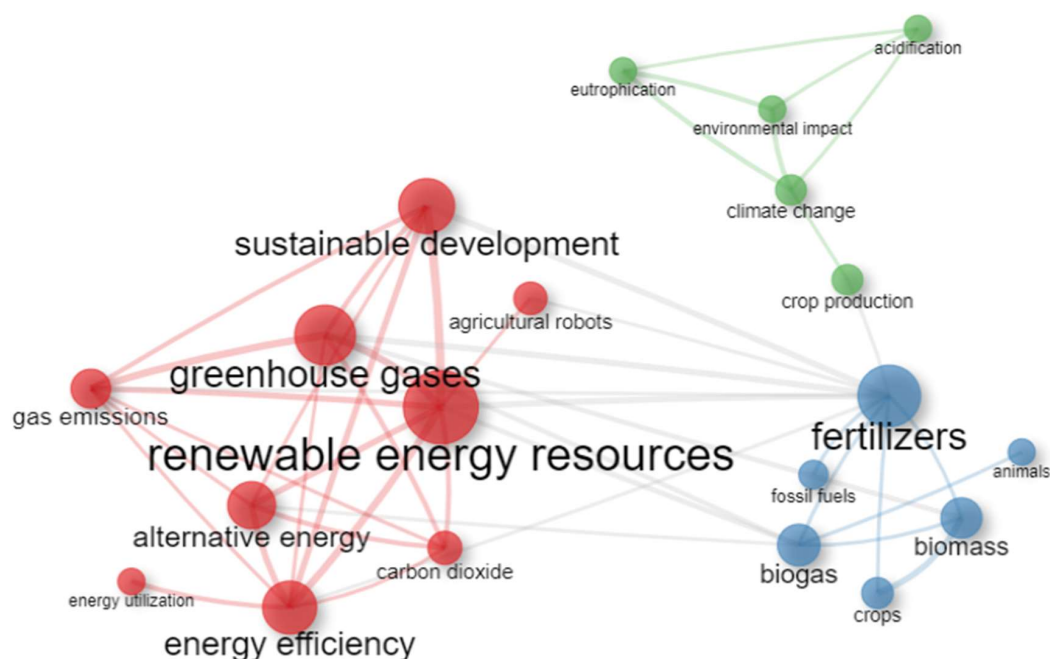 acidification
eutrophication
environmental impact
climate change
sustainable development
crop production
agricultural robots
greenhouse gases
gas emissions
fertilizers
renewable energy resources
animals
fossil fuels
alternative energy
biomass
carbon dioxide
biogas
energy utilization
crops
energy efficiency